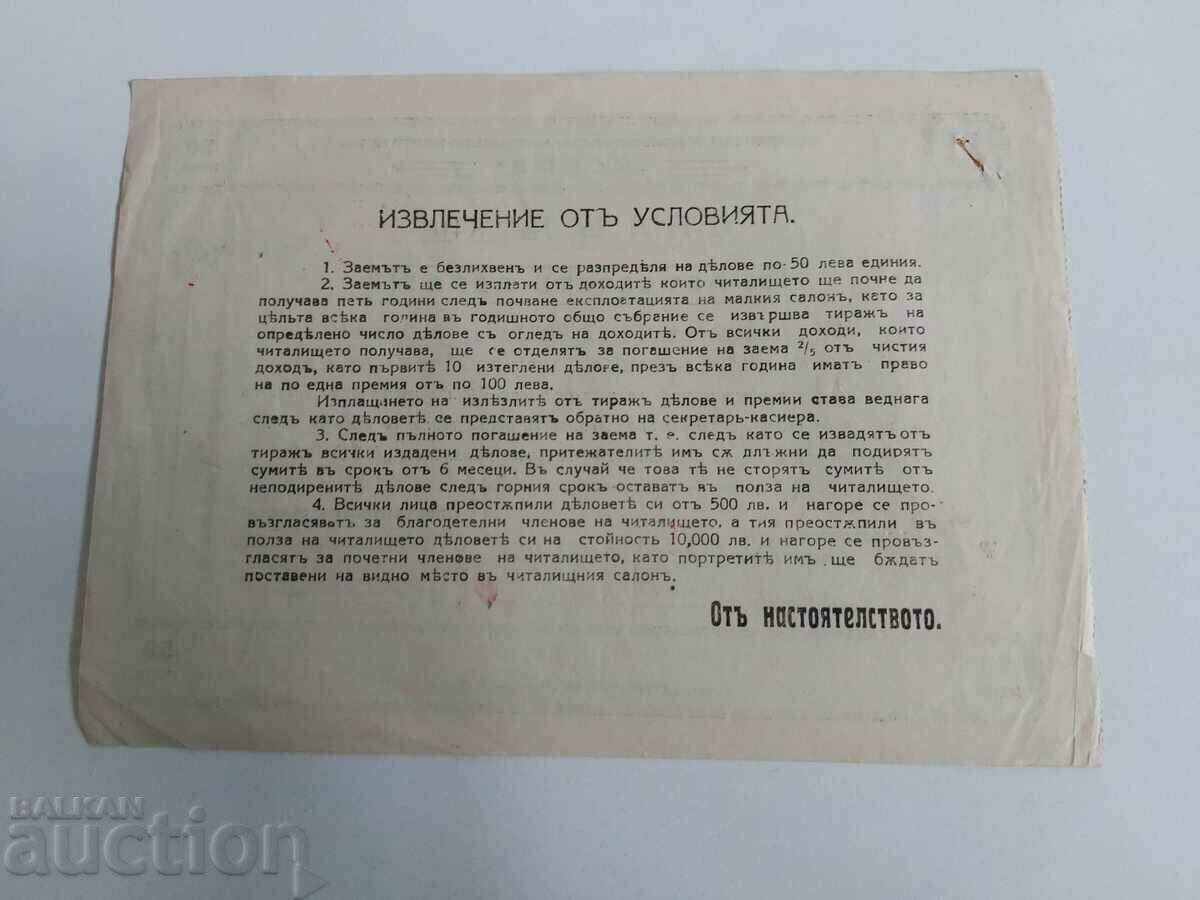 ИЗВЛЕЧЕНИЕ ОТЪ УСЛОВИЯТА.
1. Заемътъ е безлихвенъ и се разпредѣля на дѣлове по 50 лева единия.
2. Заемътъ ще се изплати отъ доходитѣ които читалището ще почне да
получава петь години следъ почване експлоатацията на малкия салонъ, като за
цѣльта всѣка година въ годишното общо събрание се извършва тиражъ на
опредѣлено число дѣлове съ огледъ на доходитѣ. Отъ всички доходи, които
читалището получава, ще се отделятъ за погашение на заема 2/5 отъ чистия
доходъ, като първитѣ 10 изтеглени дѣлове, презъ всѣка година иматъ право
на по една премия отъ по 100 лева.
Изплащането на излѣзлитѣ отъ тиражъ дѣлове и премии става веднага
следъ като дѣловетѣ се представятъ обратно на секретарь-касиера.
3. Следъ пълното погашение на заема т. е. следъ като се извадятъ отъ
тиражъ всички издадени дѣлове, притежателитѣ имъ сѫ длъжни да подирятъ
сумитѣ въ срокъ отъ 6 месеци. Въ случай че това тѣ не сторятъ сумитѣ отъ
неподиренитѣ дѣлове следъ горния срокъ оставатъ въ полза на читалището.
4. Всички лица преостѫпили дѣловетѣ си отъ 500 лв. и нагоре се про-
възгласяватъ за благодетелни членове на читалището, а тия преостѫпили въ
полза на читалището дѣловетѣ си на стойность 10,000 лв. и нагоре се провъз-
гласятъ за почетни членове на читалището, като портретитѣ имъ ще бѫдатъ
поставени на видно мѣсто въ читалищния салонъ.
Отъ настоятелството.
BALKAN
auction